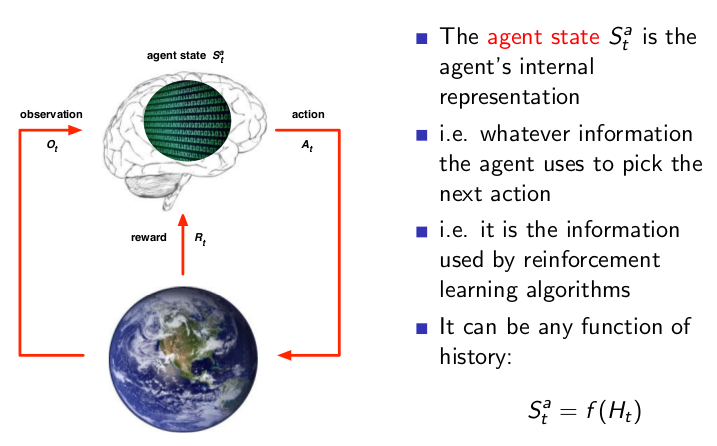 agent state S_t^a
observation
action
O_t
A_t
reward R_t
The agent state S_t^a is the
agent's internal
representation
i.e. whatever information
the agent uses to pick the
next action
i.e. it is the information
used by reinforcement
learning algorithms
It can be any function of
history:
S_t^a = f(H_t)